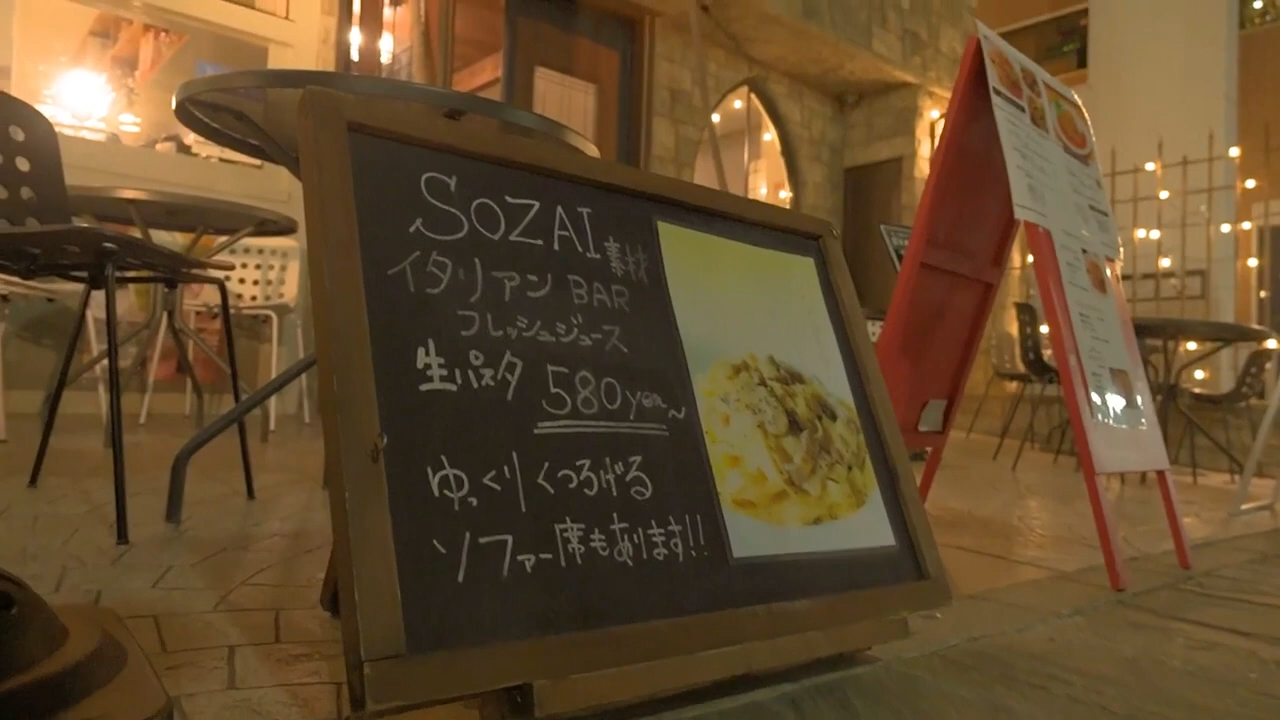 SOZAI 素材
イタリアン BAR
フレッシュジュース
生パスタ 580yen~
ゆっくりくつろげる
ソファー席もあります!!